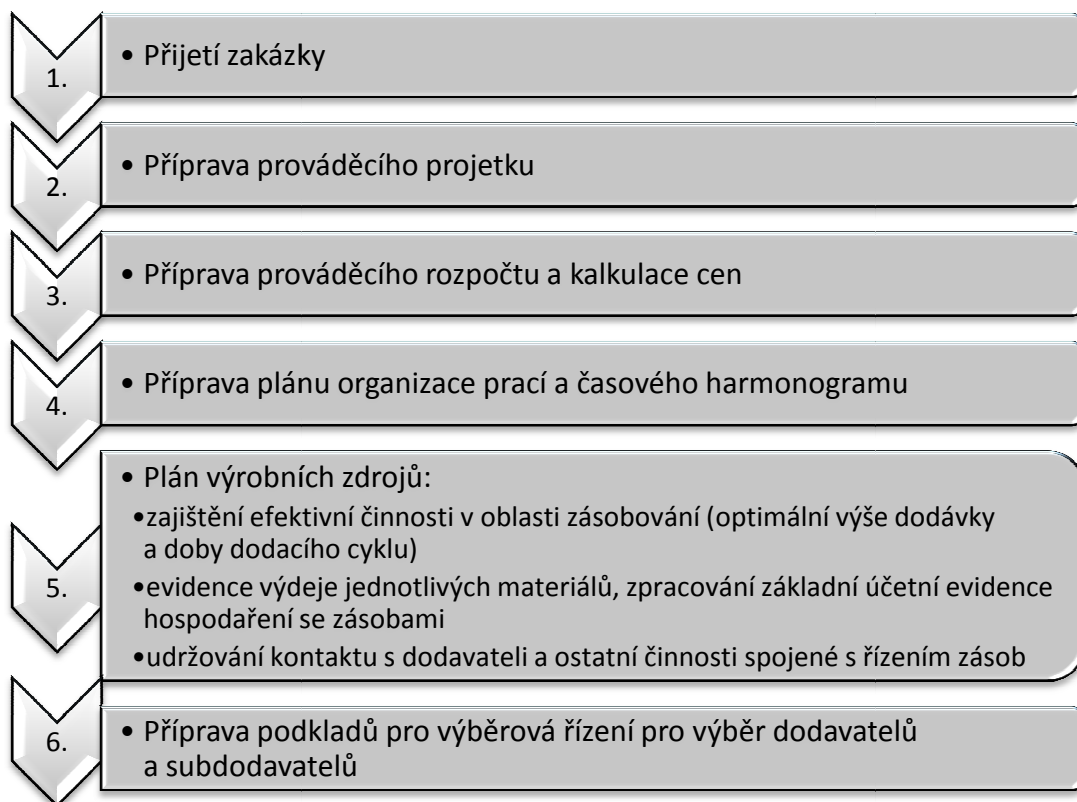 1.
• Přijetí zakázky
2.
• Příprava prováděcího projetku
3.
• Příprava prováděcího rozpočtu a kalkulace cen
4.
• Příprava plánu organizace prací a časového harmonogramu
5.
• Plán výrobních zdrojů:
•zajištění efektivní činnosti v oblasti zásobování (optimální výše dodávky
a doby dodacího cyklu)
•evidence výdeje jednotlivých materiálů, zpracování základní účetní evidence
hospodaření se zásobami
•udržování kontaktu s dodavateli a ostatní činnosti spojené s řízením zásob
6.
• Příprava podkladů pro výběrová řízení pro výběr dodavatelů
a subdodavatelů